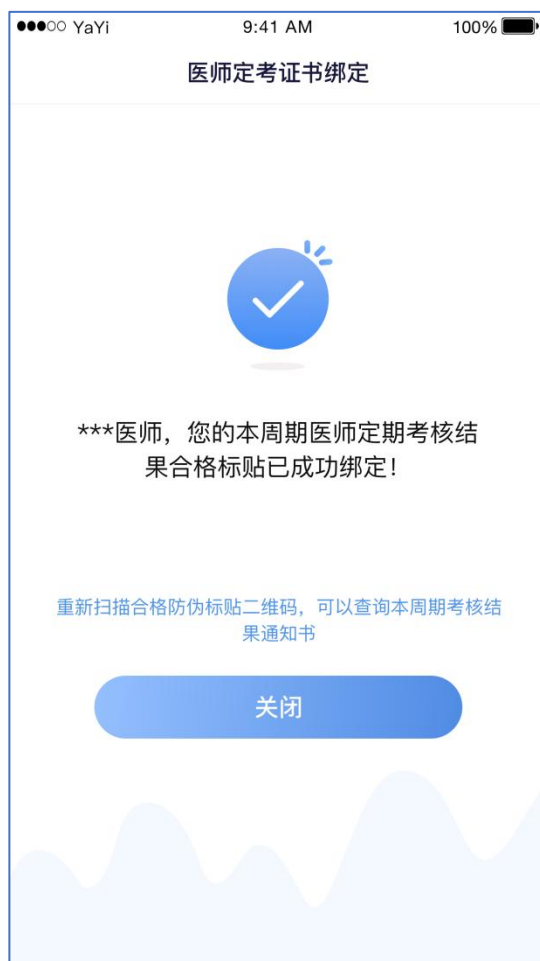 YaYi 9:41 AM 100%
医师定考证书绑定
***医师，您的本周期医师定期考核结
果合格标贴已成功绑定！
重新扫描合格防伪标贴二维码，可以查询本周期考核结
果通知书
关闭